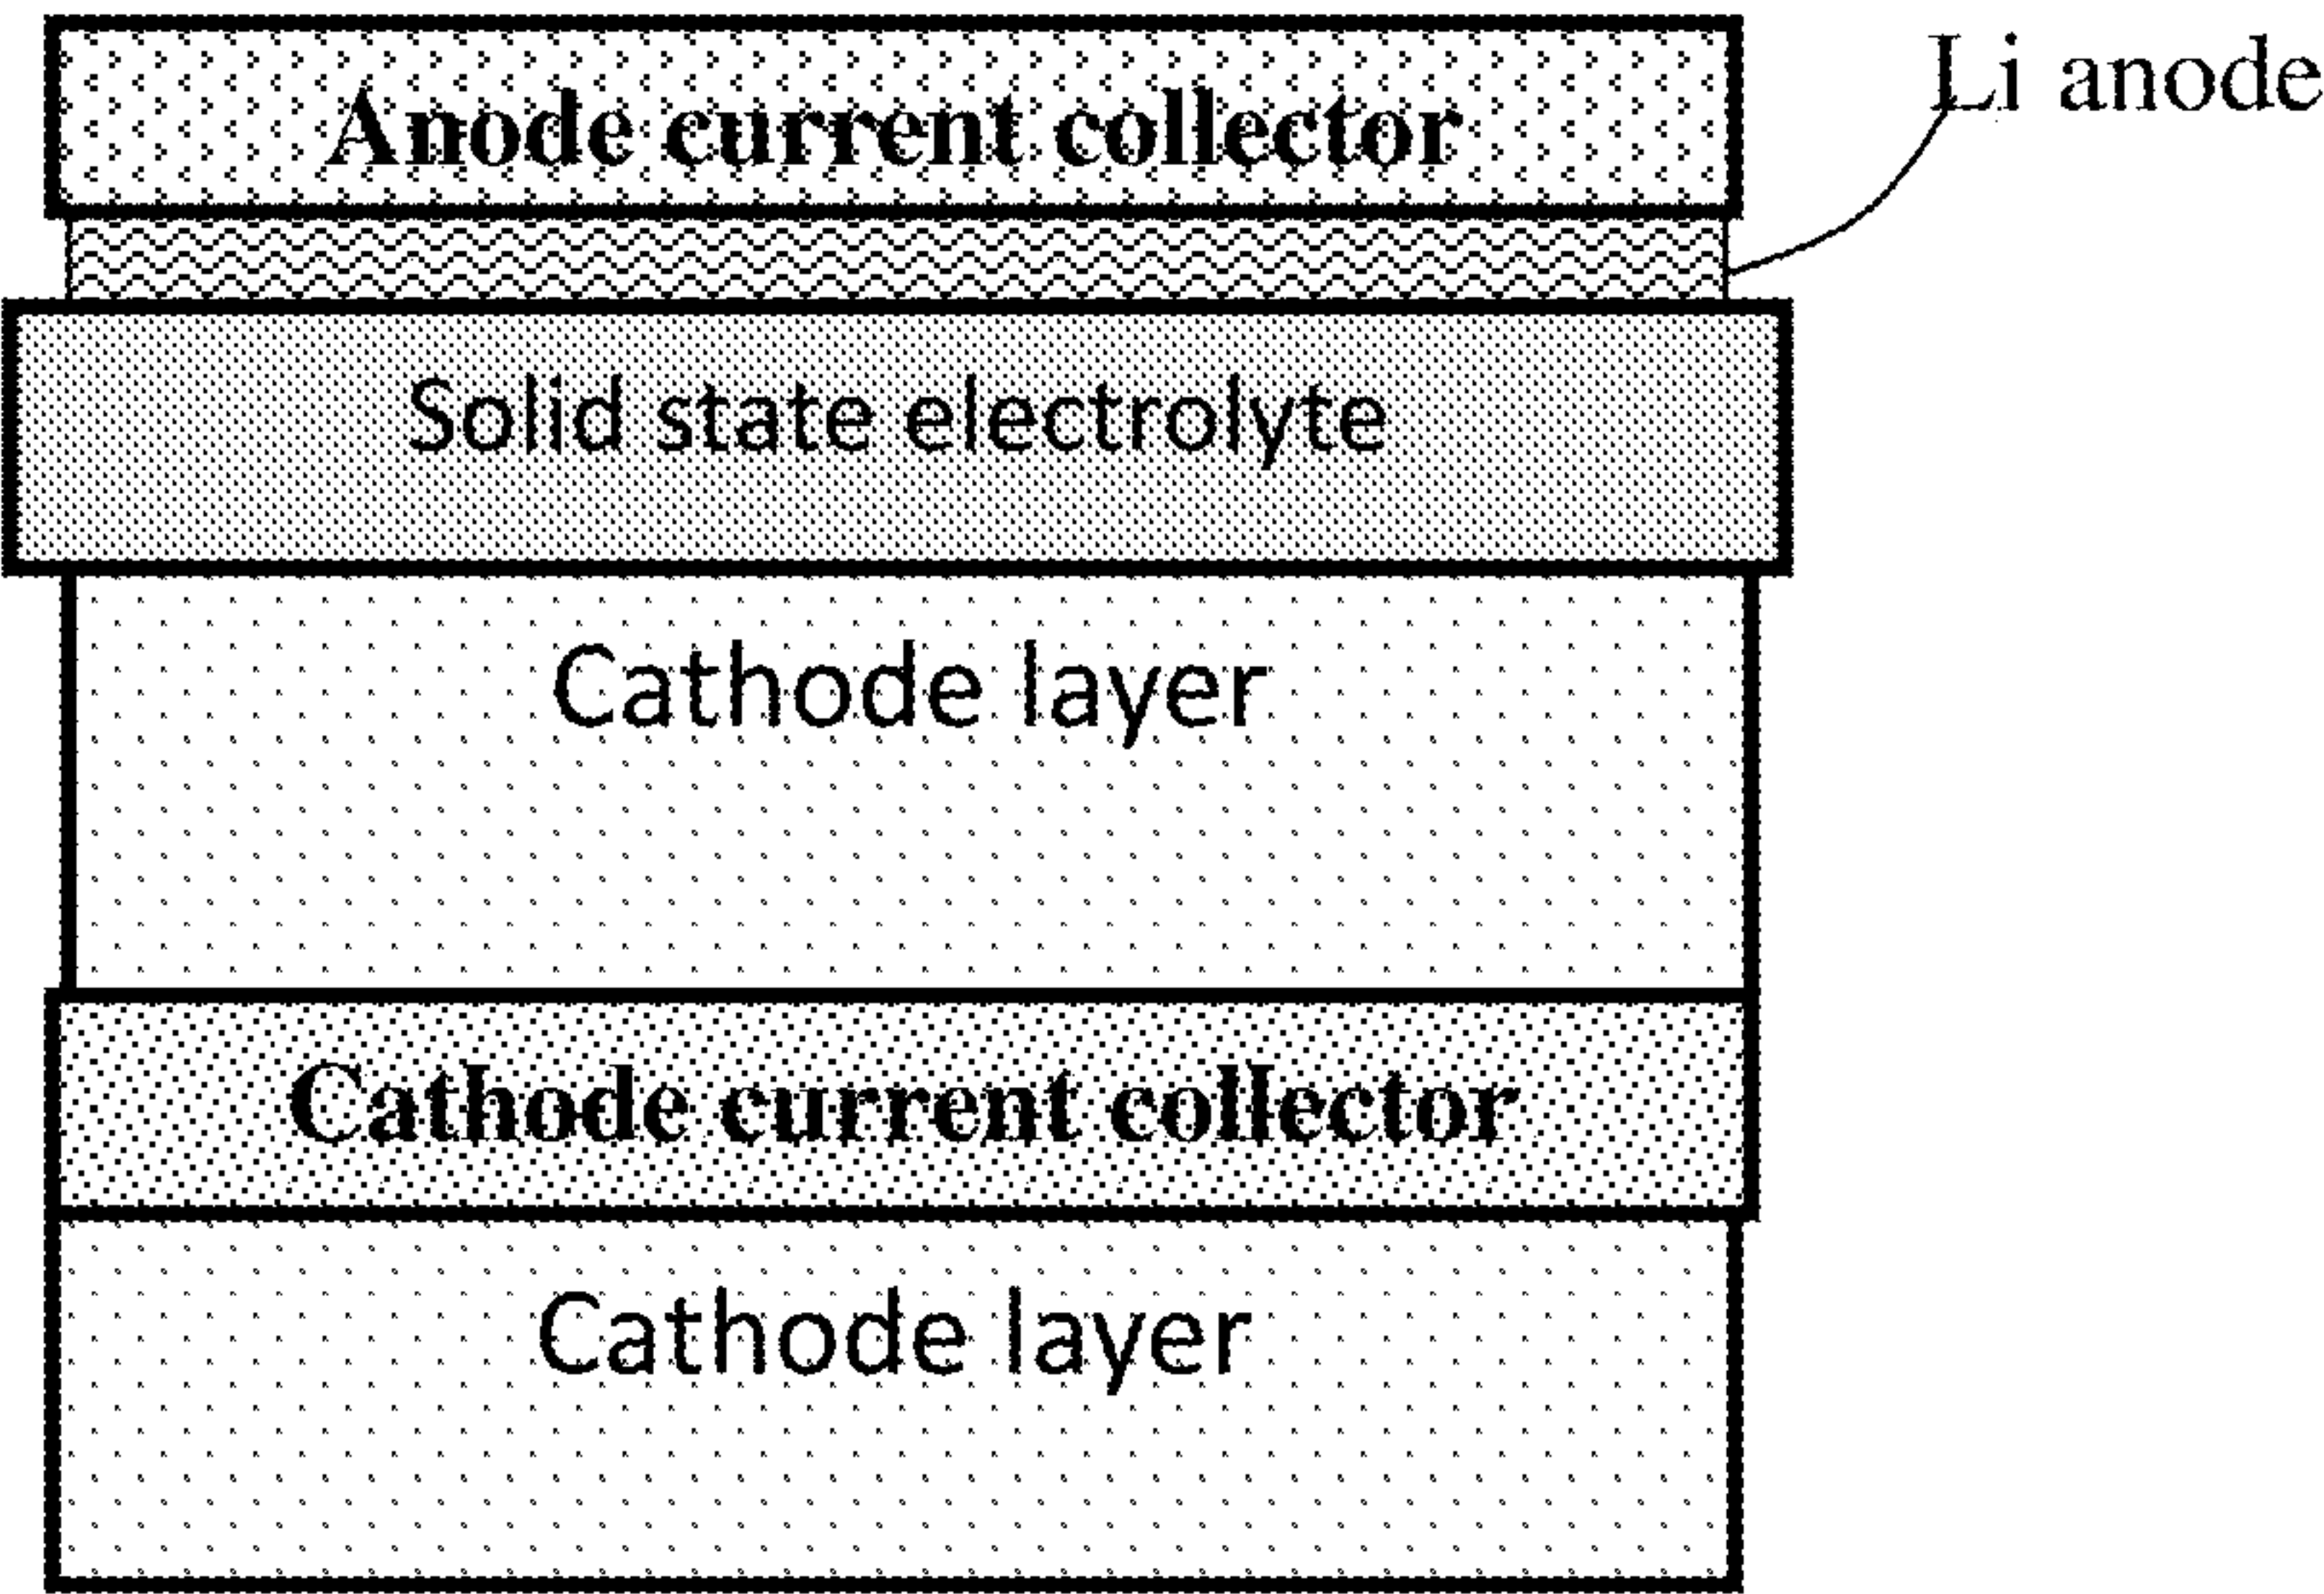 Anode current collector
Li anode
Solid state electrolyte
Cathode layer
Cathode current collector
Cathode layer